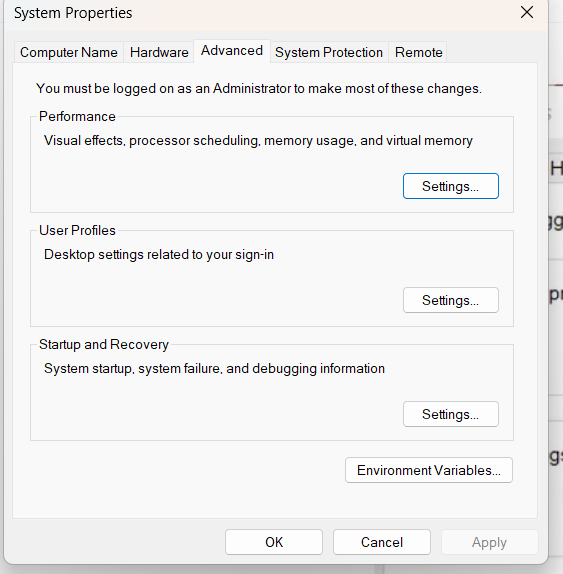 System Properties
Computer Name Hardware Advanced System Protection Remote
You must be logged on as an Administrator to make most of these changes.
Performance
Visual effects, processor scheduling, memory usage, and virtual memory
Settings...
User Profiles
Desktop settings related to your sign-in
Settings...
Startup and Recovery
System startup, system failure, and debugging information
Settings...
Environment Variables...
OK Cancel Apply